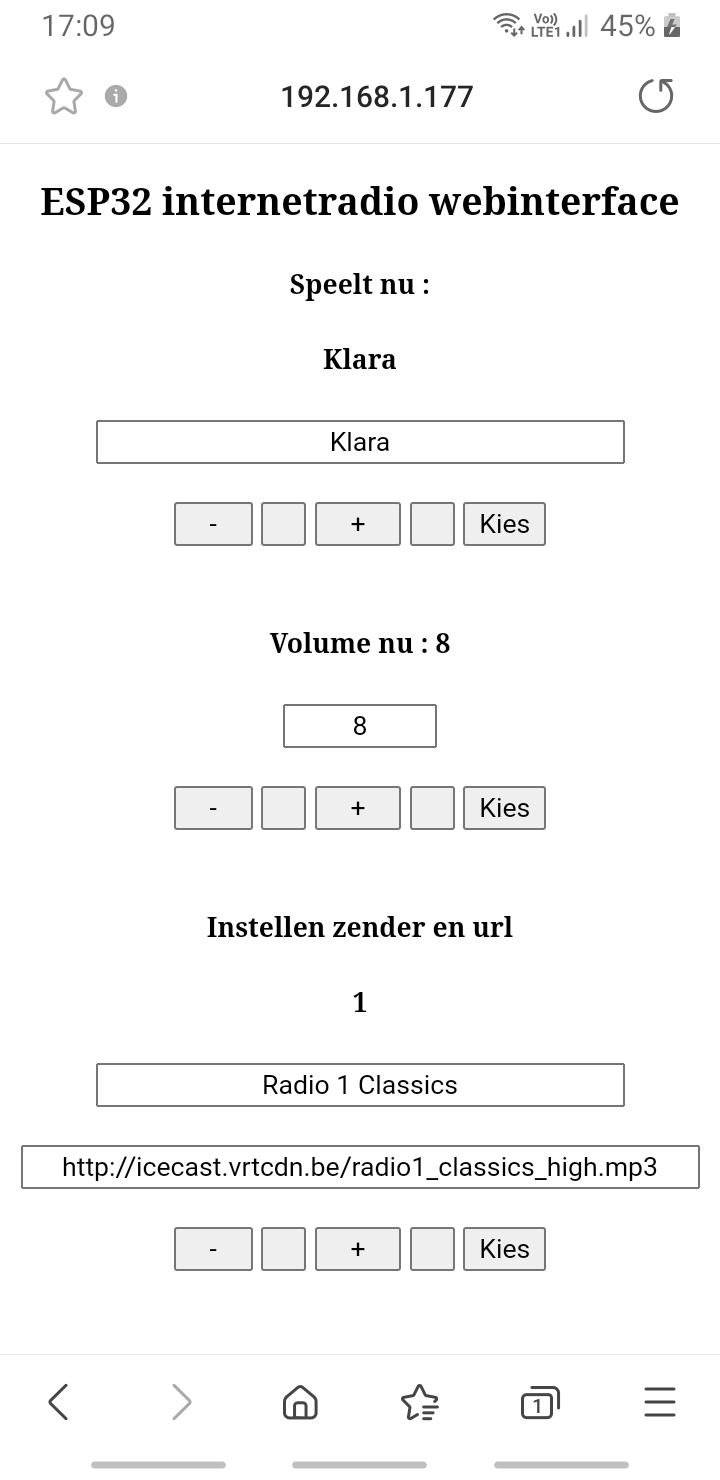 17:09
Vo)) LTE1 45%
192.168.1.177
ESP32 internetradio webinterface
Speelt nu :
Klara
Klara
- + Kies
Volume nu : 8
8
- + Kies
Instellen zender en url
1
Radio 1 Classics
http://icecast.vrtcdn.be/radio1_classics_high.mp3
- + Kies
1